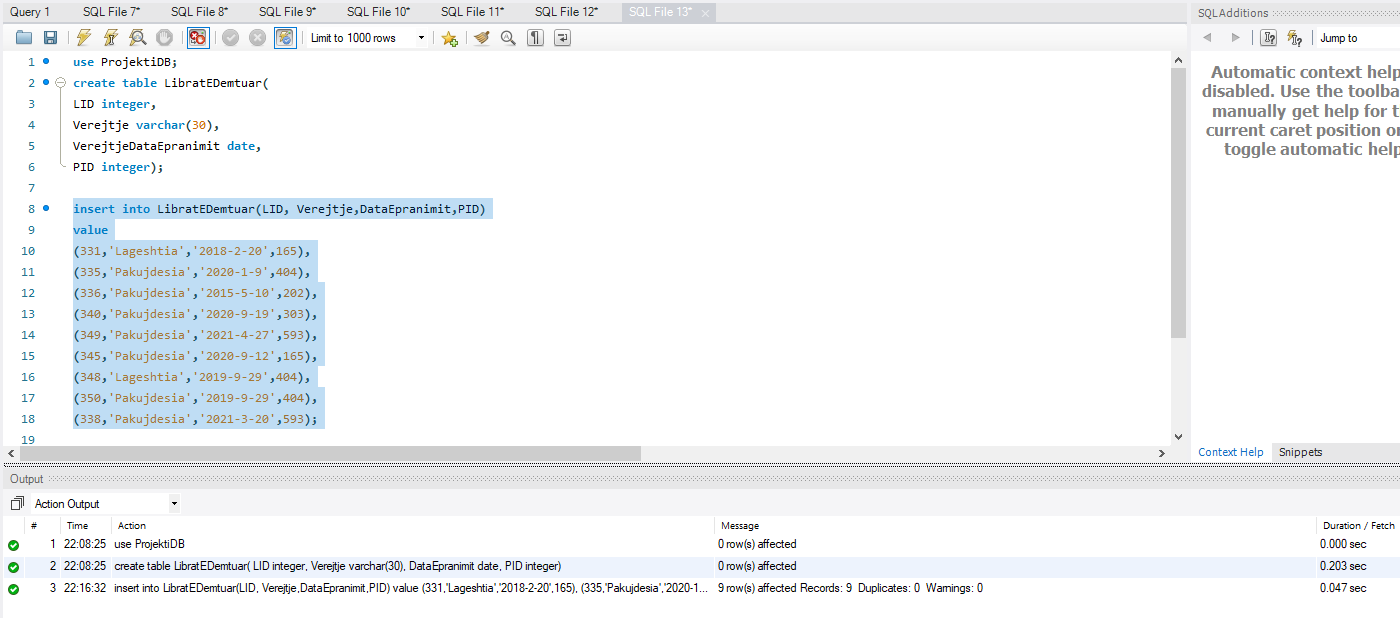 Query 1 SQL File 7* SQL File 8* SQL File 9* SQL File 10* SQL File 11* SQL File 12* SQL File 13*
Limit to 1000 rows
1 use ProjektiDB;
2 create table LibratEDemtuar(
3 LID integer,
4 Verejtje varchar(30),
5 VerejtjeDataEpranimit date,
6 PID integer);
7
8 insert into LibratEDemtuar(LID, Verejtje,DataEpranimit,PID)
9 value
10 (331,'Lageshtia','2018-2-20',165),
11 (335,'Pakujdesia','2020-1-9',404),
12 (336,'Pakujdesia','2015-5-10',202),
13 (340,'Pakujdesia','2020-9-19',303),
14 (349,'Pakujdesia','2021-4-27',593),
15 (345,'Pakujdesia','2020-9-12',165),
16 (348,'Lageshtia','2019-9-29',404),
17 (350,'Pakujdesia','2019-9-29',404),
18 (338,'Pakujdesia','2021-3-20',593);
19
SQLAdditions
Jump to
Automatic context help
disabled. Use the toolba
manually get help for t
current caret position or
toggle automatic help
Context Help Snippets
Output
Action Output
# Time Action Message Duration / Fetch
1 22:08:25 use ProjektiDB 0 row(s) affected 0.000 sec
2 22:08:25 create table LibratEDemtuar( LID integer, Verejtje varchar(30), DataEpranimit date, PID integer) 0 row(s) affected 0.203 sec
3 22:16:32 insert into LibratEDemtuar(LID, Verejtje,DataEpranimit,PID) value (331,'Lageshtia','2018-2-20',165), (335,'Pakujdesia','2020-1... 9 row(s) affected Records: 9 Duplicates: 0 Warnings: 0 0.047 sec